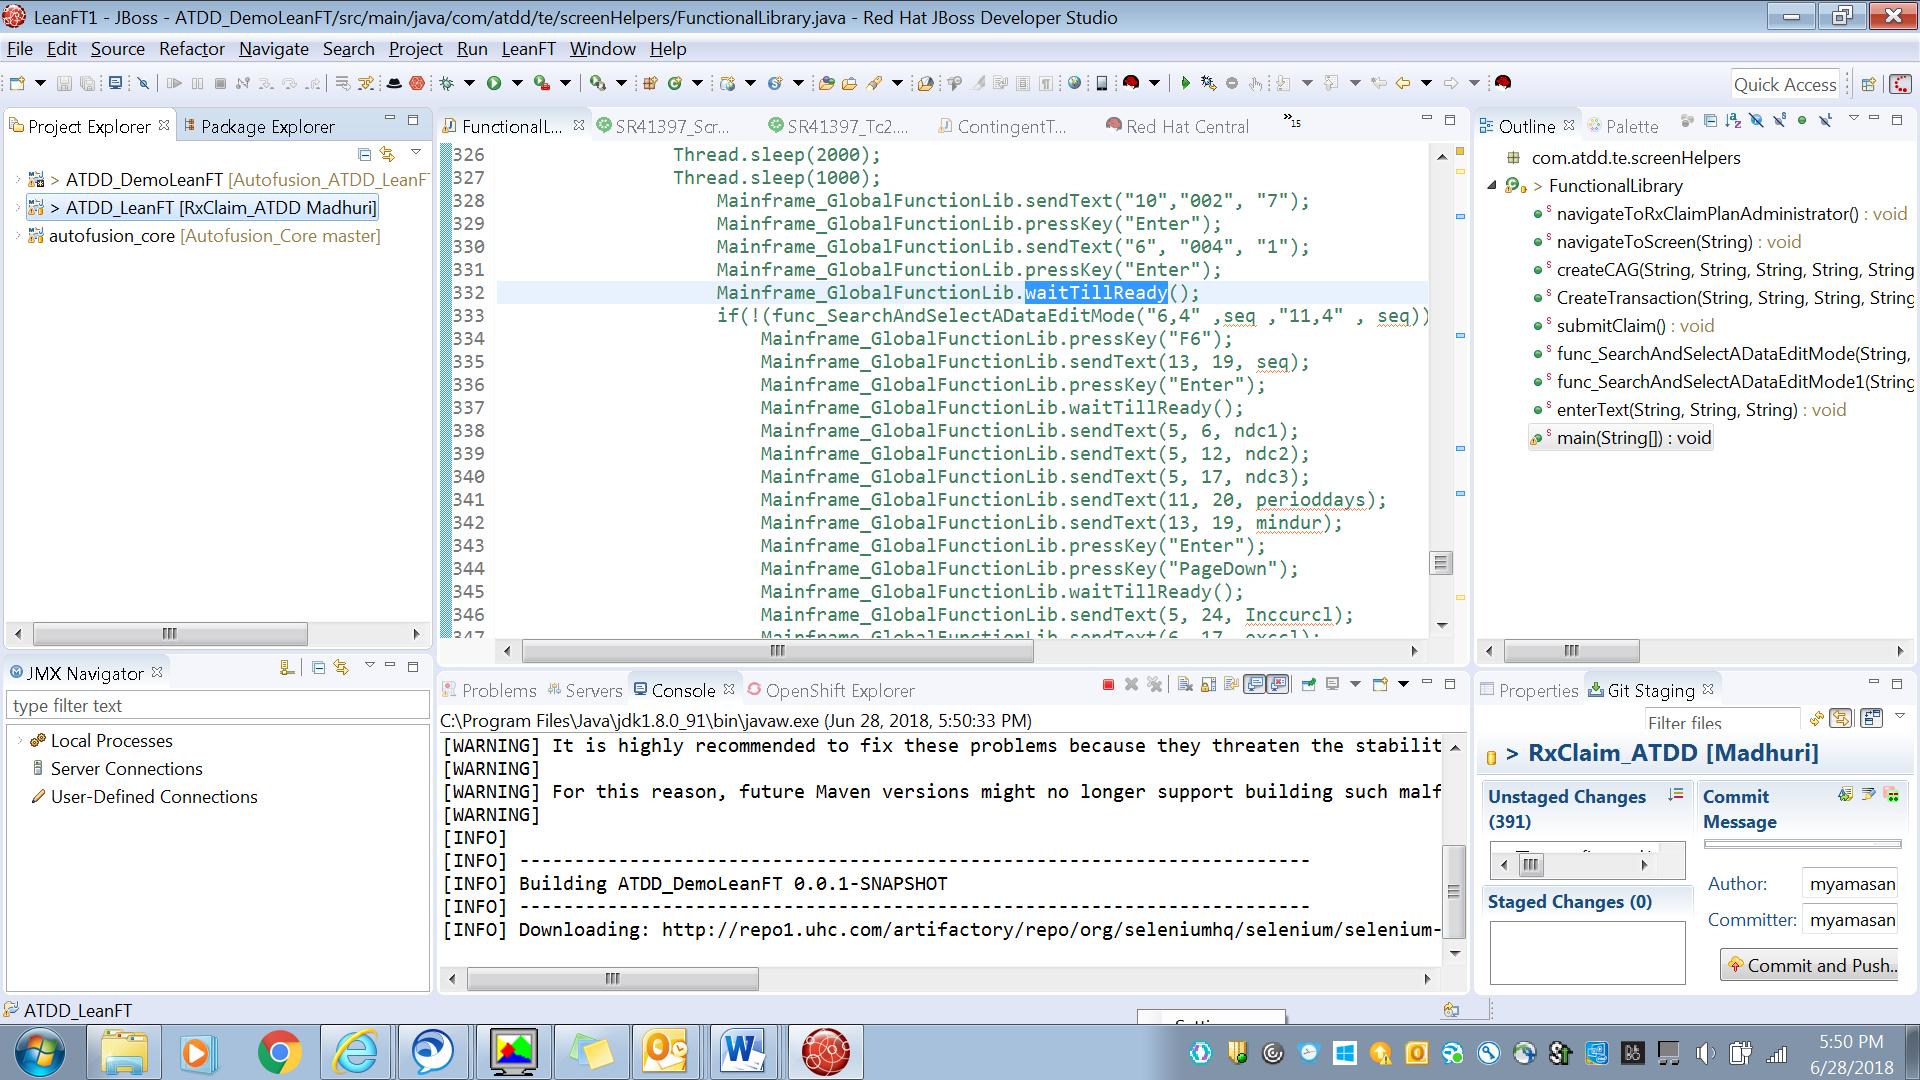 LeanFT1 - JBoss - ATDD_DemoLeanFT/src/main/java/com/atdd/te/screenHelpers/FunctionalLibrary.java - Red Hat JBoss Developer Studio
File Edit Source Refactor Navigate Search Project Run LeanFT Window Help
Quick Access
Project Explorer Package Explorer
> ATDD_DemoLeanFT [Autofusion_ATDD_LeanF
> ATDD_LeanFT [RxClaim_ATDD Madhuri]
autofusion_core [Autofusion_Core master]
FunctionalL... SR41397_Scr... SR41397_Tc2.... ContingentT... Red Hat Central »15
326 Thread.sleep(2000);
327 Thread.sleep(1000);
328 Mainframe_GlobalFunctionLib.sendText("10","002", "7");
329 Mainframe_GlobalFunctionLib.pressKey("Enter");
330 Mainframe_GlobalFunctionLib.sendText("6", "004", "1");
331 Mainframe_GlobalFunctionLib.pressKey("Enter");
332 Mainframe_GlobalFunctionLib.waitTillReady();
333 if(!(func_SearchAndSelectADataEditMode("6,4" ,seq ,"11,4" , seq))
334 Mainframe_GlobalFunctionLib.pressKey("F6");
335 Mainframe_GlobalFunctionLib.sendText(13, 19, seq);
336 Mainframe_GlobalFunctionLib.pressKey("Enter");
337 Mainframe_GlobalFunctionLib.waitTillReady();
338 Mainframe_GlobalFunctionLib.sendText(5, 6, ndc1);
339 Mainframe_GlobalFunctionLib.sendText(5, 12, ndc2);
340 Mainframe_GlobalFunctionLib.sendText(5, 17, ndc3);
341 Mainframe_GlobalFunctionLib.sendText(11, 20, perioddays);
342 Mainframe_GlobalFunctionLib.sendText(13, 19, mindur);
343 Mainframe_GlobalFunctionLib.pressKey("Enter");
344 Mainframe_GlobalFunctionLib.pressKey("PageDown");
345 Mainframe_GlobalFunctionLib.waitTillReady();
346 Mainframe_GlobalFunctionLib.sendText(5, 24, Inccurcl);
347 Mainframe_GlobalFunctionLib.sendText(6, 17, exccl);
Outline Palette
com.atdd.te.screenHelpers
> FunctionalLibrary
navigateToRxClaimPlanAdministrator() : void
navigateToScreen(String) : void
createCAG(String, String, String, String, String
CreateTransaction(String, String, String, String
submitClaim() : void
func_SearchAndSelectADataEditMode(String,
func_SearchAndSelectADataEditMode1(String
enterText(String, String, String) : void
main(String[]) : void
JMX Navigator
type filter text
Local Processes
Server Connections
User-Defined Connections
Problems Servers Console OpenShift Explorer
C:\Program Files\Java\jdk1.8.0_91\bin\javaw.exe (Jun 28, 2018, 5:50:33 PM)
[WARNING] It is highly recommended to fix these problems because they threaten the stabilit
[WARNING]
[WARNING] For this reason, future Maven versions might no longer support building such malf
[WARNING]
[INFO]
[INFO] ------------------------------------------------------------------------
[INFO] Building ATDD_DemoLeanFT 0.0.1-SNAPSHOT
[INFO] ------------------------------------------------------------------------
[INFO] Downloading: http://repo1.uhc.com/artifactory/repo/org/seleniumhq/selenium/selenium-
Properties Git Staging
Filter files
> RxClaim_ATDD [Madhuri]
Unstaged Changes (391)
Commit Message
Staged Changes (0)
Author: myamasan
Committer: myamasan
Commit and Push..
ATDD_LeanFT
5:50 PM
6/28/2018